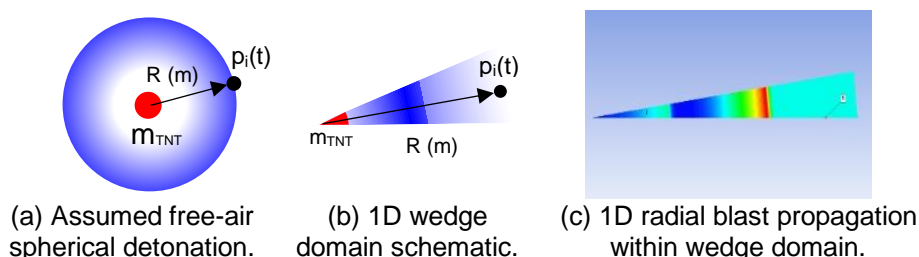 pᵢ(t)
R (m)
mTNT
pᵢ(t)
mTNT
R (m)
(a) Assumed free-air
spherical detonation.
(b) 1D wedge
domain schematic.
(c) 1D radial blast propagation
within wedge domain.